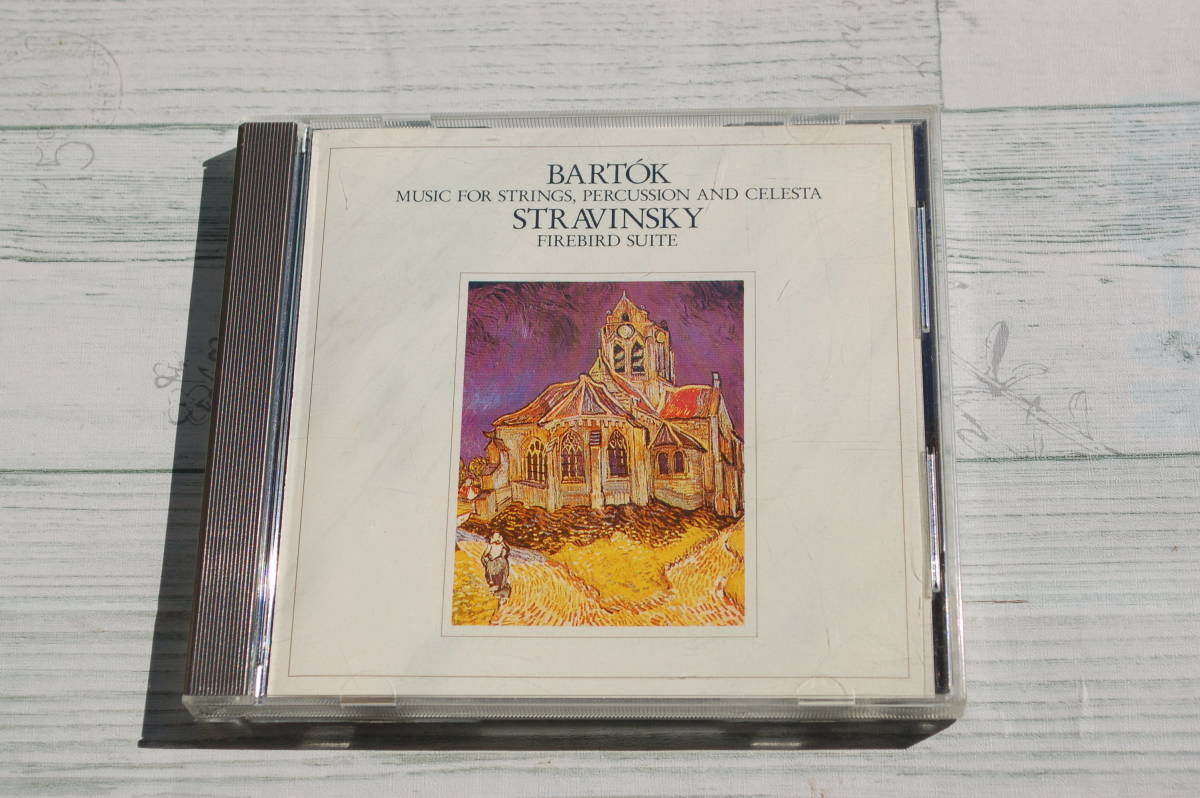 BARTÓK
MUSIC FOR STRINGS, PERCUSSION AND CELESTA
STRAVINSKY
FIREBIRD SUITE